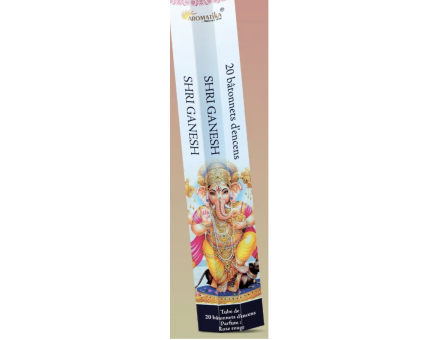 AROMATIKA
20 bâtonnets d'encens
SHRI GANESH
SHRI GANESH
Tube de
20 bâtonnets d'encens
Parfum :
Rose rouge